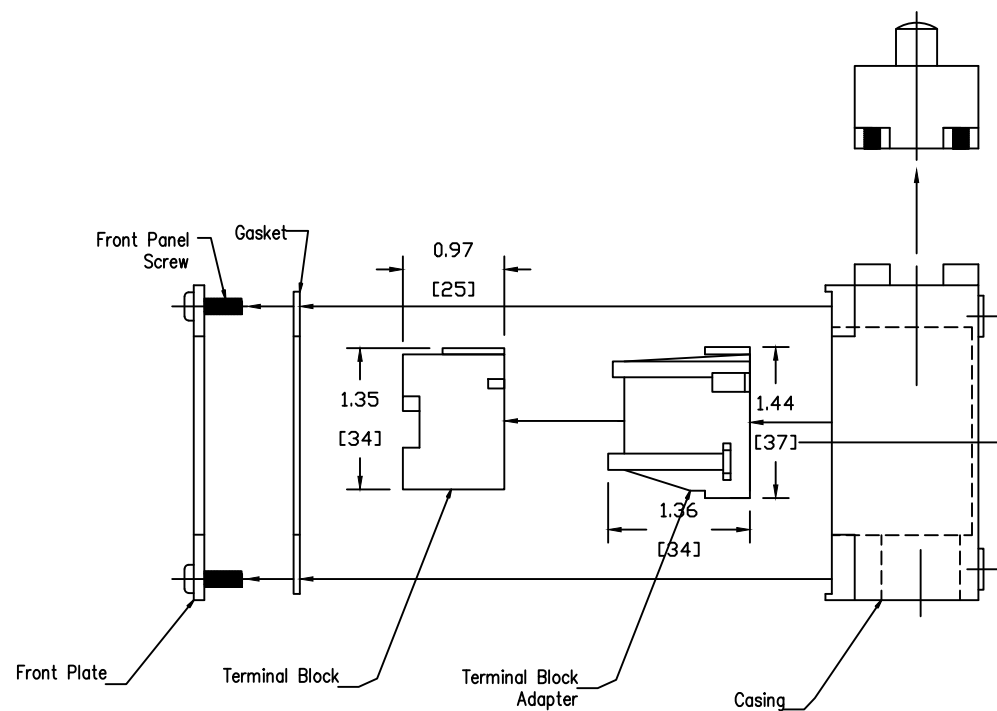 Front Panel
Screw
Gasket
0.97
[25]
1.35
[34]
1.44
[37]
1.36
[34]
Front Plate
Terminal Block
Terminal Block
Adapter
Casing